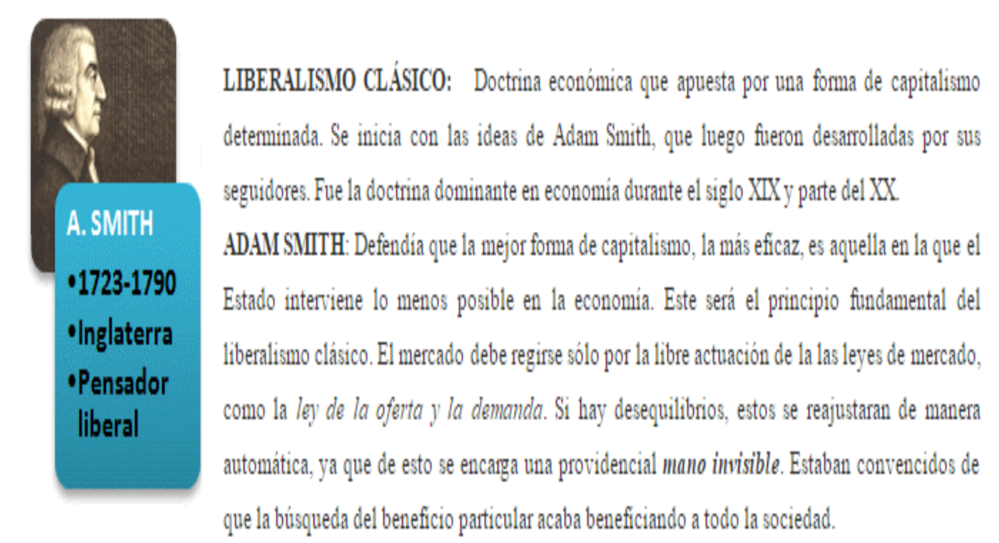 A. SMITH
•1723-1790
•Inglaterra
•Pensador
liberal
LIBERALISMO CLÁSICO: Doctrina económica que apuesta por una forma de capitalismo
determinada. Se inicia con las ideas de Adam Smith, que luego fueron desarrolladas por sus
seguidores. Fue la doctrina dominante en economía durante el siglo XIX y parte del XX.
ADAM SMITH: Defendía que la mejor forma de capitalismo, la más eficaz, es aquella en la que el
Estado interviene lo menos posible en la economía. Este será el principio fundamental del
liberalismo clásico. El mercado debe regirse sólo por la libre actuación de la las leyes de mercado,
como la ley de la oferta y la demanda. Si hay desequilibrios, estos se reajustaran de manera
automática, ya que de esto se encarga una providencial mano invisible. Estaban convencidos de
que la búsqueda del beneficio particular acaba beneficiando a todo la sociedad.